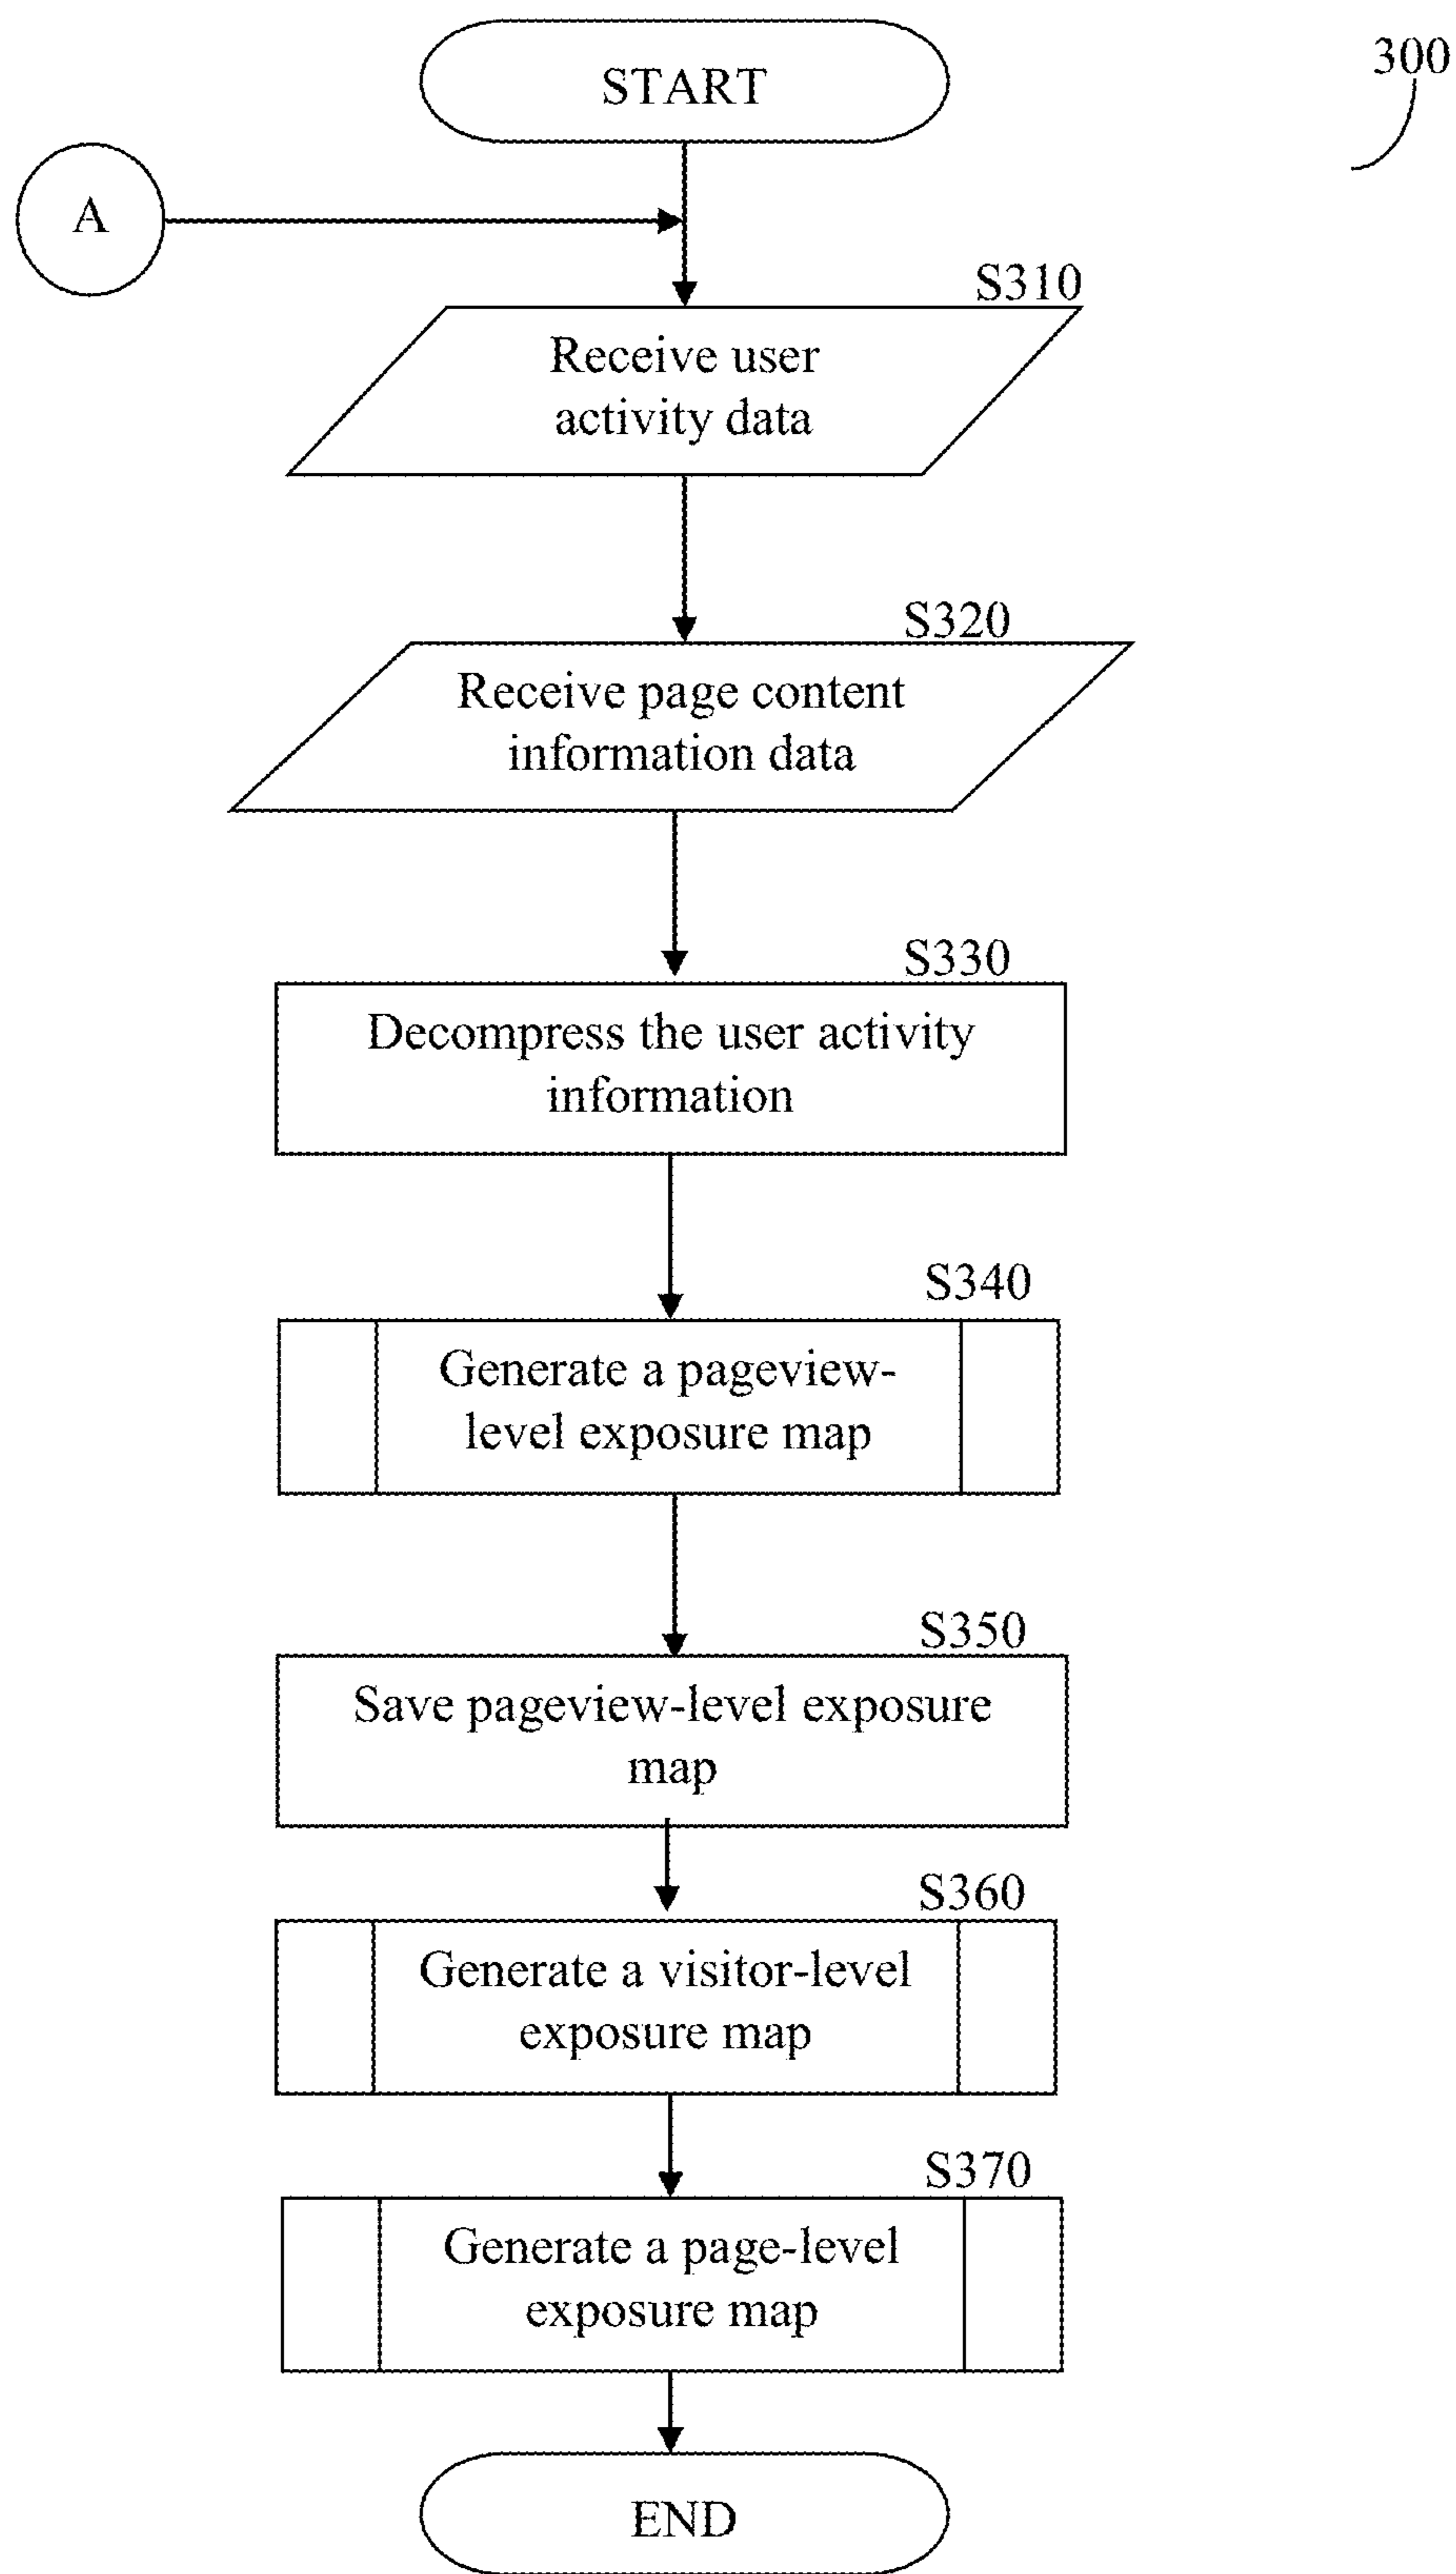 START
300
A
S310
Receive user
activity data
S320
Receive page content
information data
S330
Decompress the user activity
information
S340
Generate a pageview-
level exposure map
S350
Save pageview-level exposure
map
S360
Generate a visitor-level
exposure map
S370
Generate a page-level
exposure map
END